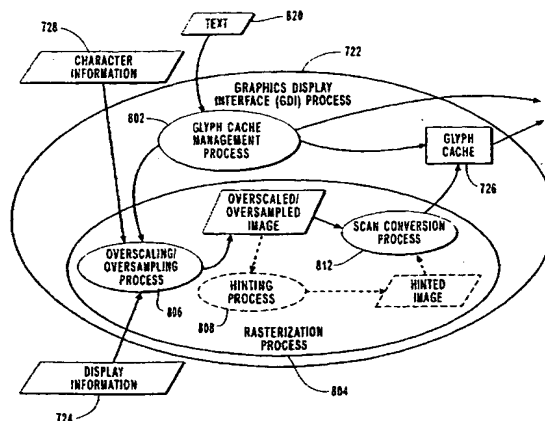 728
TEXT
820
CHARACTER
INFORMATION
722
GRAPHICS DISPLAY
INTERFACE (GDI) PROCESS
802
GLYPH CACHE
MANAGEMENT
PROCESS
GLYPH
CACHE
726
OVERSCALED/
OVERSAMPLED
IMAGE
SCAN CONVERSION
PROCESS
812
OVERSCALING/
OVERSAMPLING
PROCESS
806
HINTING
PROCESS
808
HINTED
IMAGE
RASTERIZATION
PROCESS
804
DISPLAY
INFORMATION
724